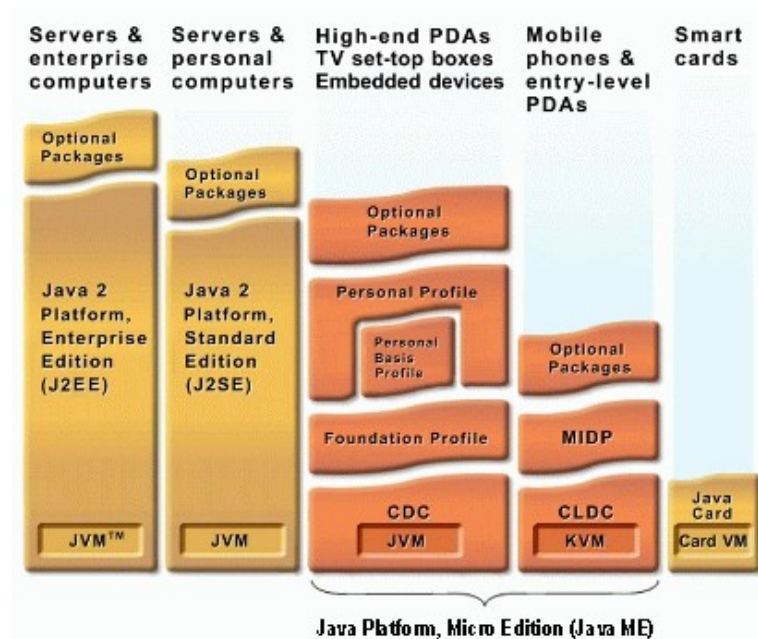 Servers &
enterprise
computers
Servers &
personal
computers
High-end PDAs
TV set-top boxes
Embedded devices
Mobile
phones &
entry-level
PDAs
Smart
cards
Optional
Packages
Java 2
Platform,
Enterprise
Edition
(J2EE)
JVM™
Optional
Packages
Java 2
Platform,
Standard
Edition
(J2SE)
JVM
Optional
Packages
Personal Profile
Personal
Basis
Profile
Foundation Profile
CDC
JVM
Optional
Packages
MIDP
CLDC
KVM
Java
Card
Card VM
Java Platform, Micro Edition (Java ME)